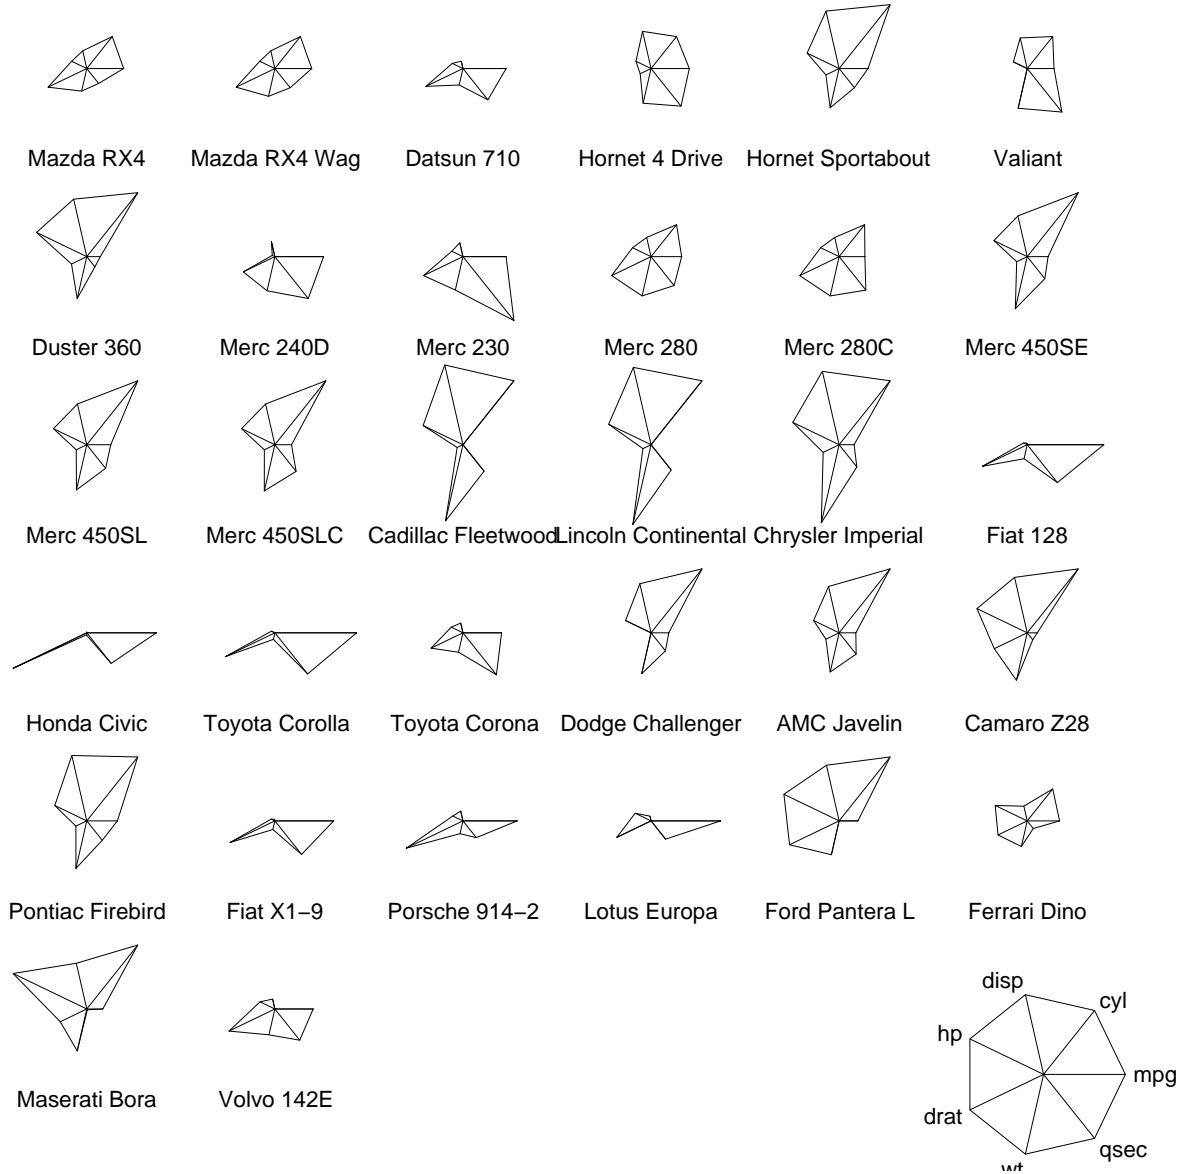 Mazda RX4 Mazda RX4 Wag Datsun 710 Hornet 4 Drive Hornet Sportabout Valiant
Duster 360 Merc 240D Merc 230 Merc 280 Merc 280C Merc 450SE
Merc 450SL Merc 450SLC Cadillac Fleetwood Lincoln Continental Chrysler Imperial Fiat 128
Honda Civic Toyota Corolla Toyota Corona Dodge Challenger AMC Javelin Camaro Z28
Pontiac Firebird Fiat X1−9 Porsche 914−2 Lotus Europa Ford Pantera L Ferrari Dino
Maserati Bora Volvo 142E
disp
cyl
hp
mpg
drat
qsec
wt